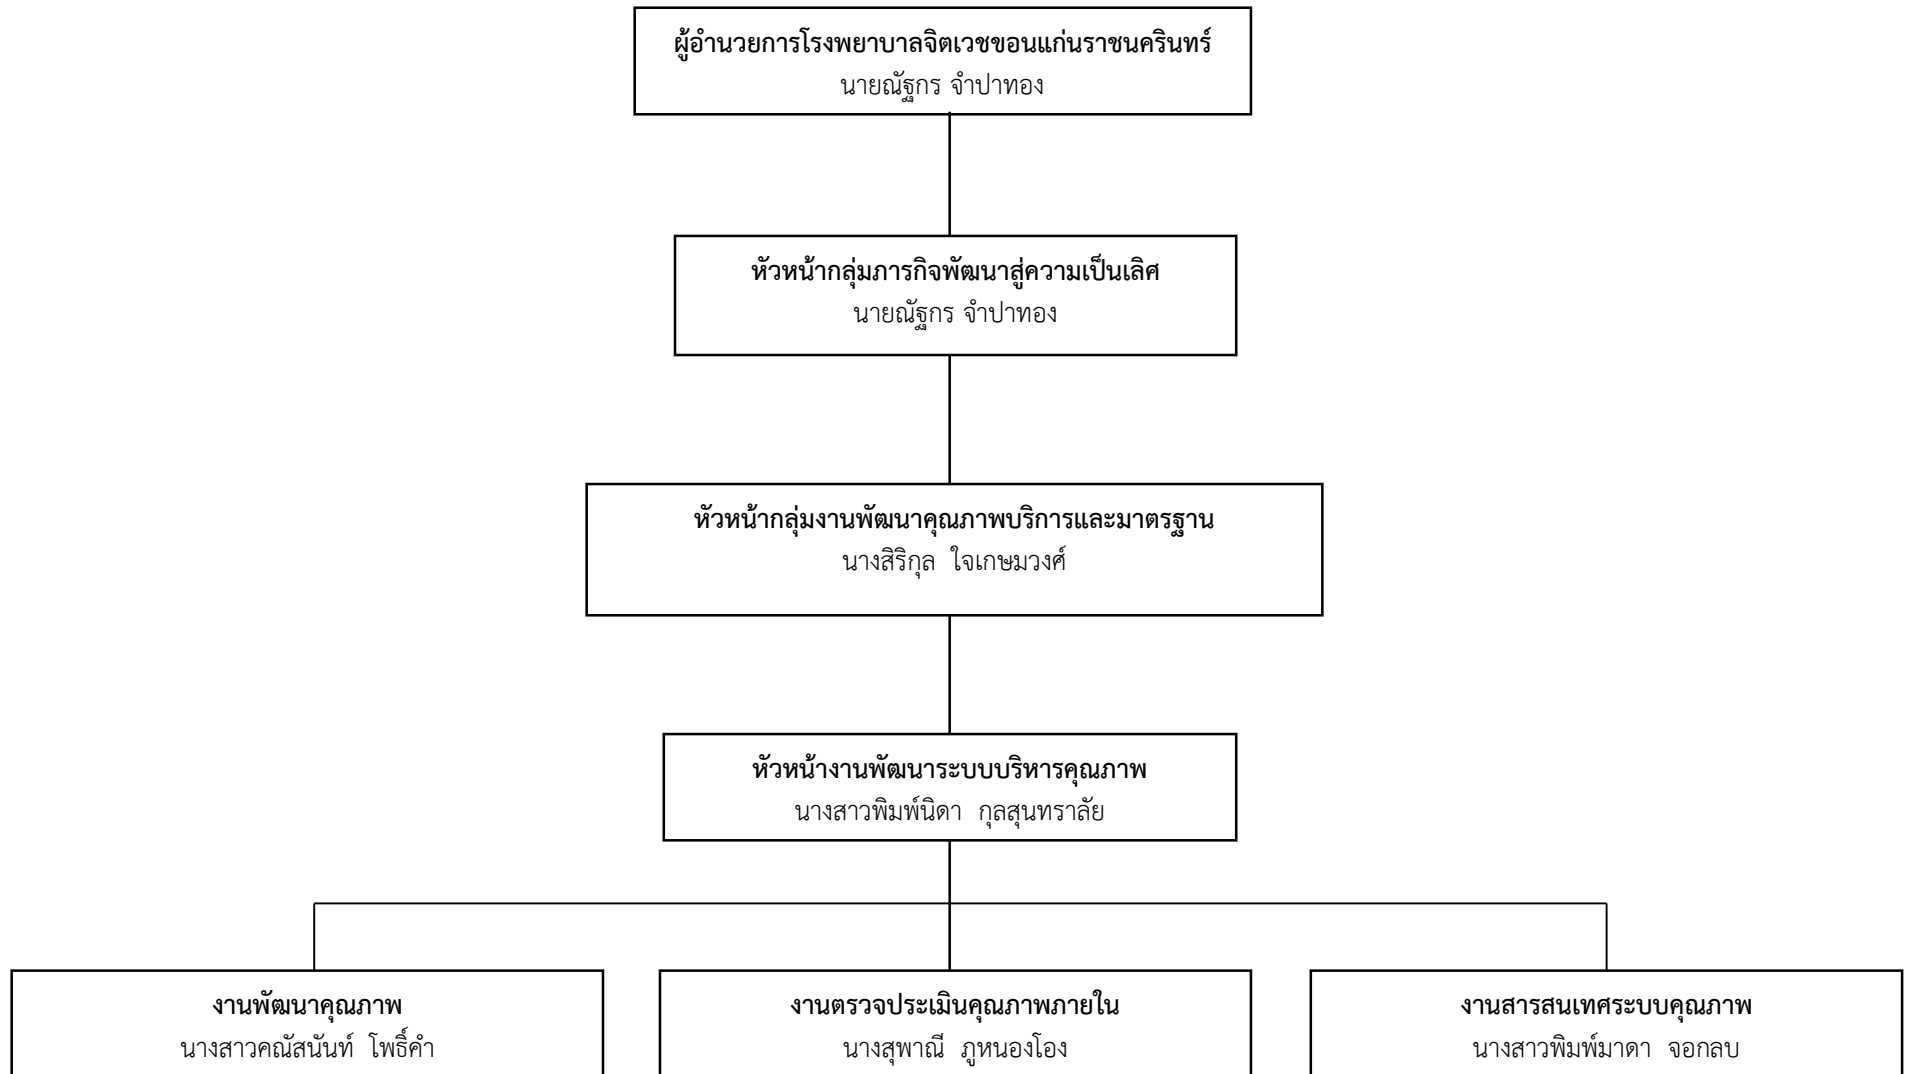 ผู้อำนวยการโรงพยาบาลจิตเวชขอนแก่นราชนครินทร์
นายณัฐกร จำปาทอง
หัวหน้ากลุ่มภารกิจพัฒนาสู่ความเป็นเลิศ
นายณัฐกร จำปาทอง
หัวหน้ากลุ่มงานพัฒนาคุณภาพบริการและมาตรฐาน
นางสิริกุล ใจเกษมวงศ์
หัวหน้างานพัฒนาระบบบริหารคุณภาพ
นางสาวพิมพ์นิดา กุลสุนทราลัย
งานพัฒนาคุณภาพ
นางสาวคณัสนันท์ โพธิ์คำ
งานตรวจประเมินคุณภาพภายใน
นางสุพาณี ภูหนองโอง
งานสารสนเทศระบบคุณภาพ
นางสาวพิมพ์มาดา จอกลบ